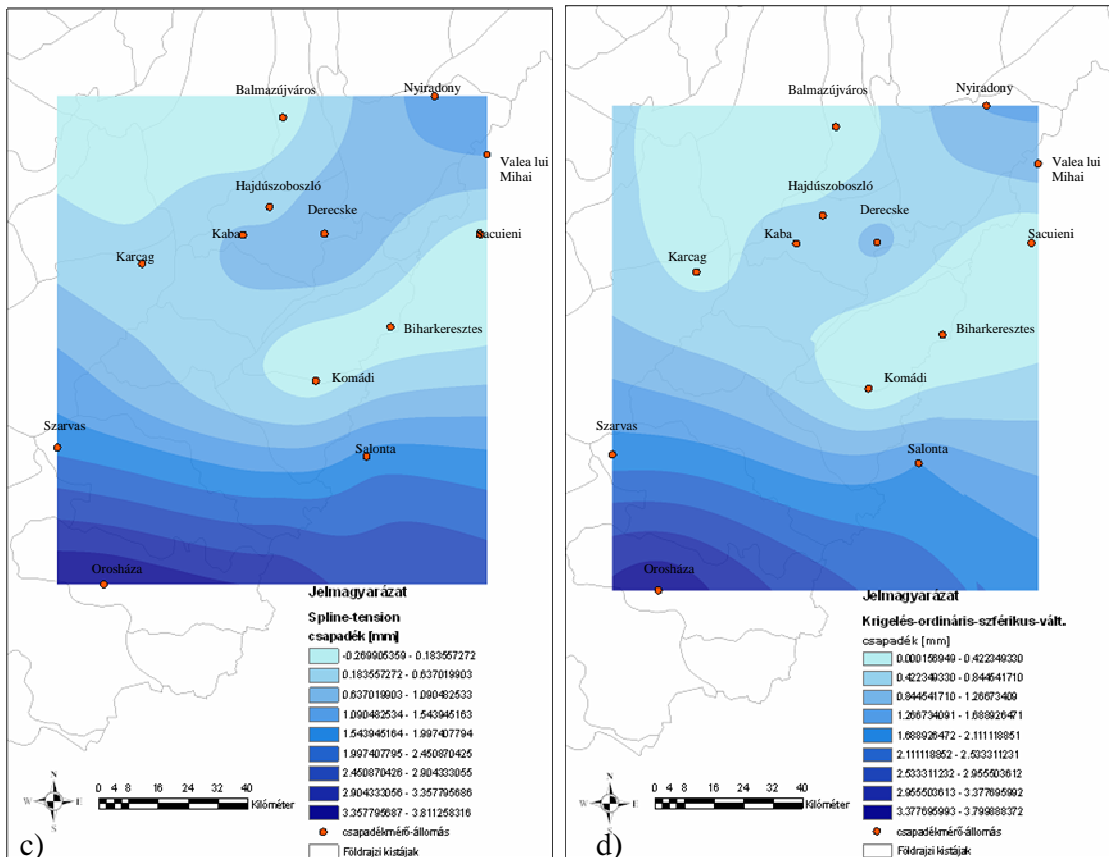 Balmazújváros
Nyiradony
Valea lui
Mihai
Hajdúszoboszló
Derecske
Kaba
Sacuieni
Karcag
Biharkeresztes
Komádi
Szarvas
Salonta
Orosháza
Jelmagyarázat
Spline-tension
csapadék [mm]
-0.269905359 - 0.183557272
0.183557272 - 0.637019903
0.637019903 - 1.090482533
1.090482534 - 1.543945163
1.543945164 - 1.997407794
1.997407795 - 2.450870425
2.450870426 - 2.904333055
2.904333056 - 3.357795686
3.357795687 - 3.811258316
csapadékmérő-állomás
Földrajzi kistájak
N
W
E
S
0 4 8 16 24 32 40
Kilométer
c)
Balmazújváros
Nyiradony
Valea lui
Mihai
Hajdúszoboszló
Derecske
Kaba
Sacuieni
Karcag
Biharkeresztes
Komádi
Szarvas
Salonta
Orosháza
Jelmagyarázat
Krigelés-ordináris-szférikus-vált.
csapadék [mm]
0.000156949 - 0.422349330
0.422349330 - 0.844541710
0.844541710 - 1.26673409
1.266734091 - 1.688926471
1.688926472 - 2.111118851
2.111118852 - 2.533311231
2.533311232 - 2.955503612
2.955503613 - 3.377695992
3.377695993 - 3.799888372
csapadékmérő-állomás
Földrajzi kistájak
N
W
E
S
0 4 8 16 24 32 40
Kilométer
d)